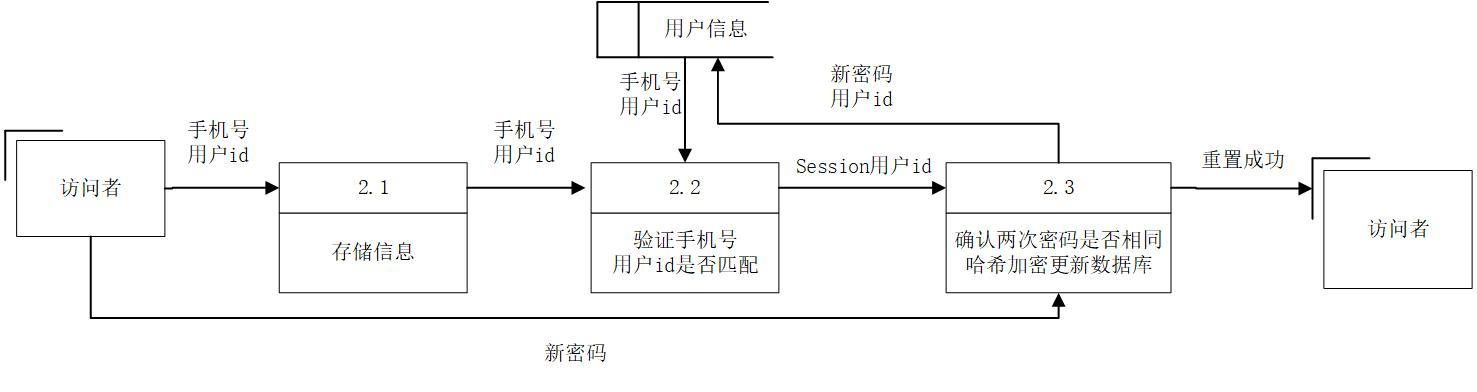 用户信息
手机号
用户id
新密码
用户id
手机号
用户id
手机号
用户id
Session用户id
重置成功
访问者
2.1
存储信息
2.2
验证手机号
用户id是否匹配
2.3
确认两次密码是否相同
哈希加密更新数据库
访问者
新密码